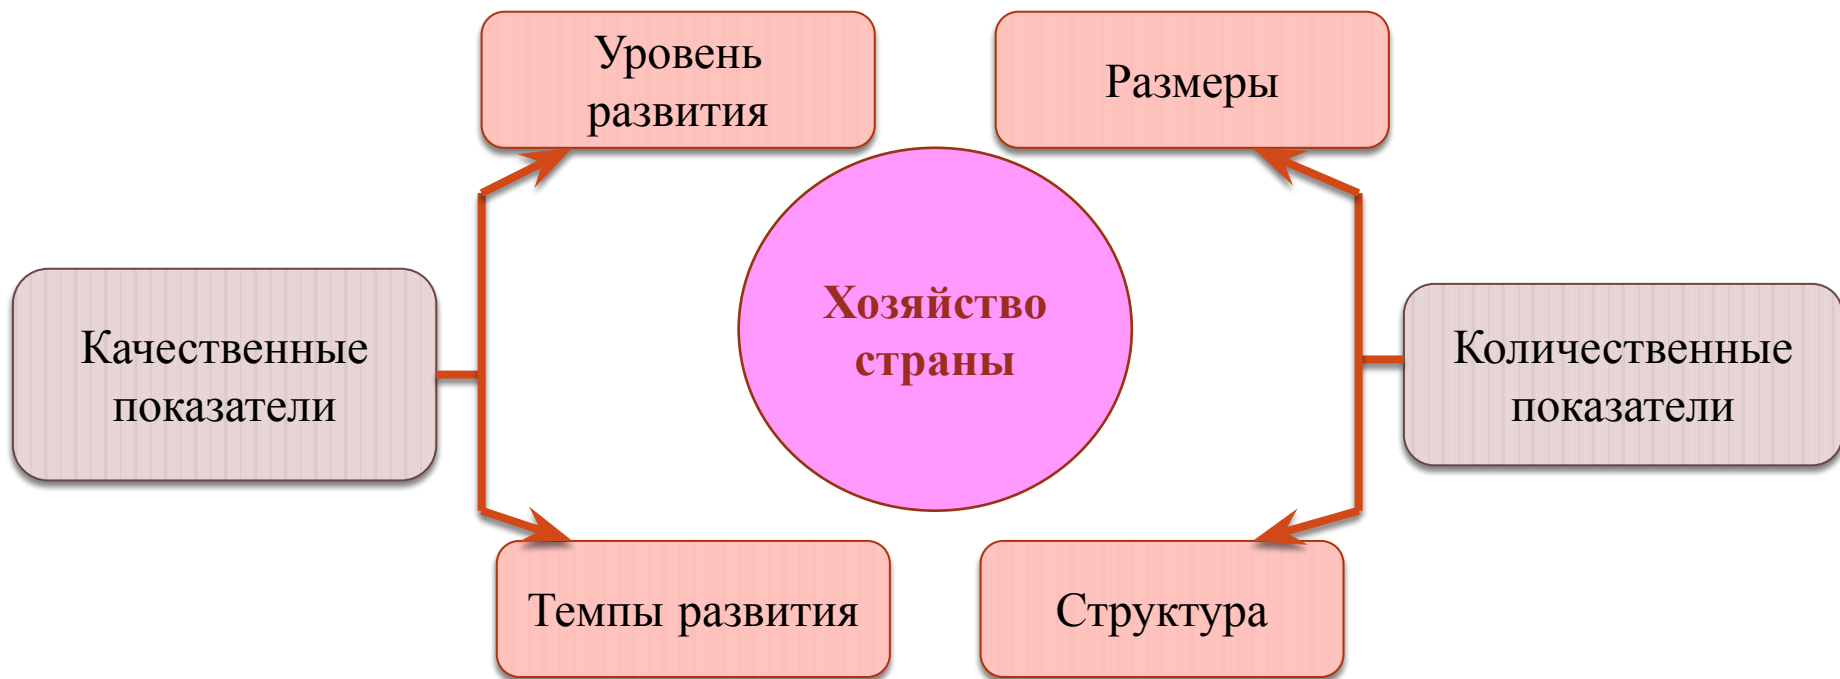 Уровень
развития
Размеры
Качественные
показатели
Хозяйство
страны
Количественные
показатели
Темпы развития
Структура